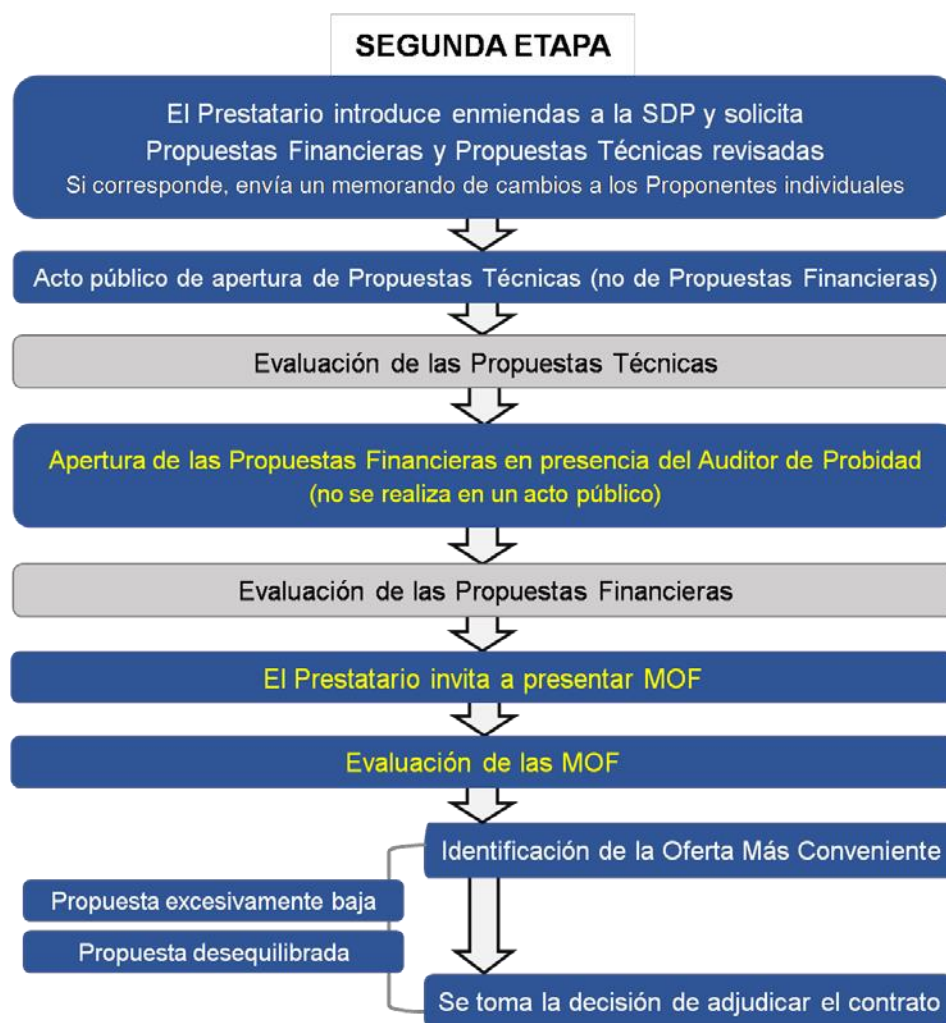 SEGUNDA ETAPA
El Prestatario introduce enmiendas a la SDP y solicita
Propuestas Financieras y Propuestas Técnicas revisadas
Si corresponde, envía un memorando de cambios a los Proponentes individuales
Acto público de apertura de Propuestas Técnicas (no de Propuestas Financieras)
Evaluación de las Propuestas Técnicas
Apertura de las Propuestas Financieras en presencia del Auditor de Probidad
(no se realiza en un acto público)
Evaluación de las Propuestas Financieras
El Prestatario invita a presentar MOF
Evaluación de las MOF
Identificación de la Oferta Más Conveniente
Propuesta excesivamente baja
Propuesta desequilibrada
Se toma la decisión de adjudicar el contrato